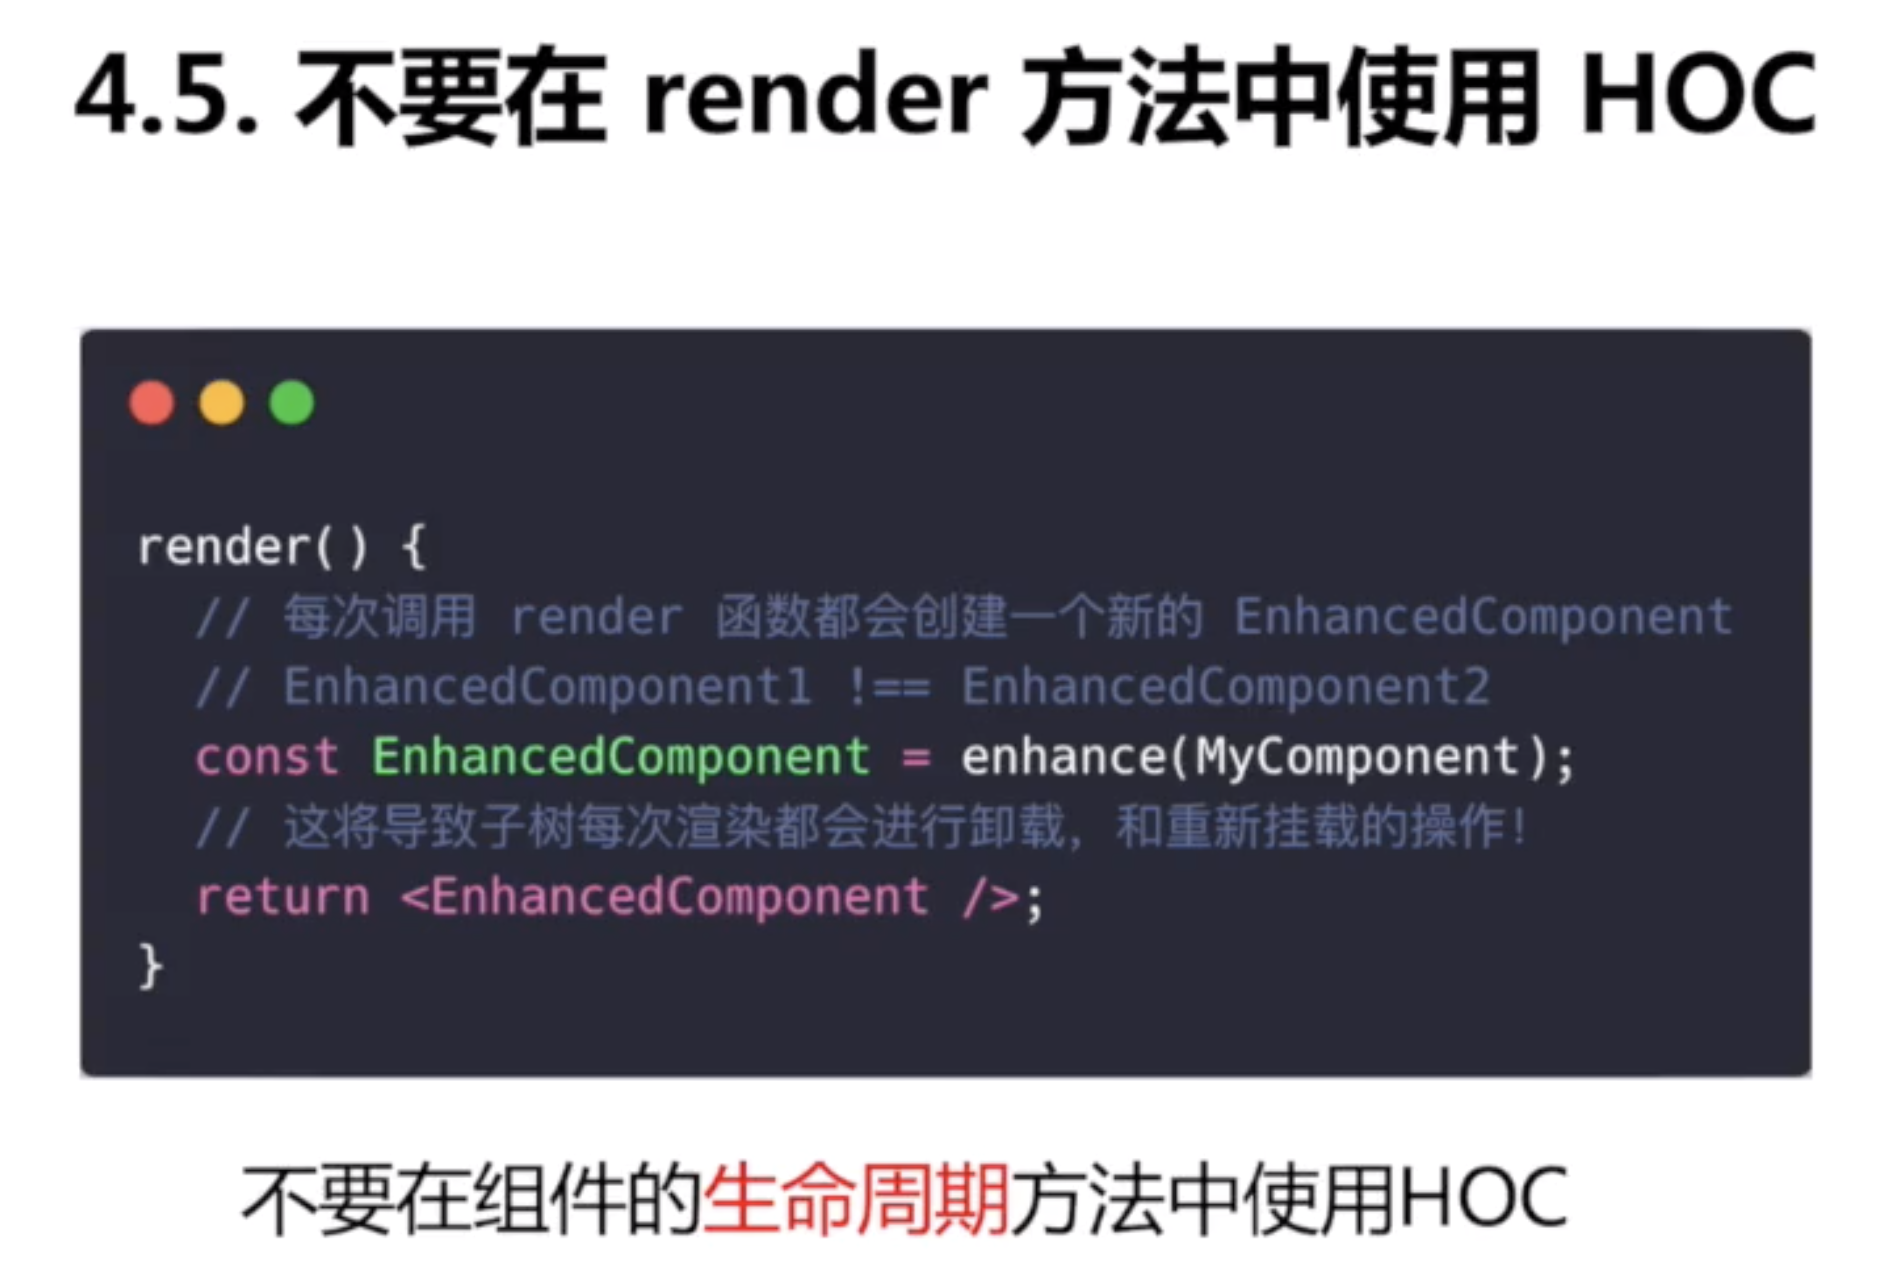 4.5. 不要在 render 方法中使用 HOC
render() {
// 每次调用 render 函数都会创建一个新的 EnhancedComponent
// EnhancedComponent1 !== EnhancedComponent2
const EnhancedComponent = enhance(MyComponent);
// 这将导致子树每次渲染都会进行卸载，和重新挂载的操作！
return <EnhancedComponent />;
}
不要在组件的生命周期方法中使用HOC